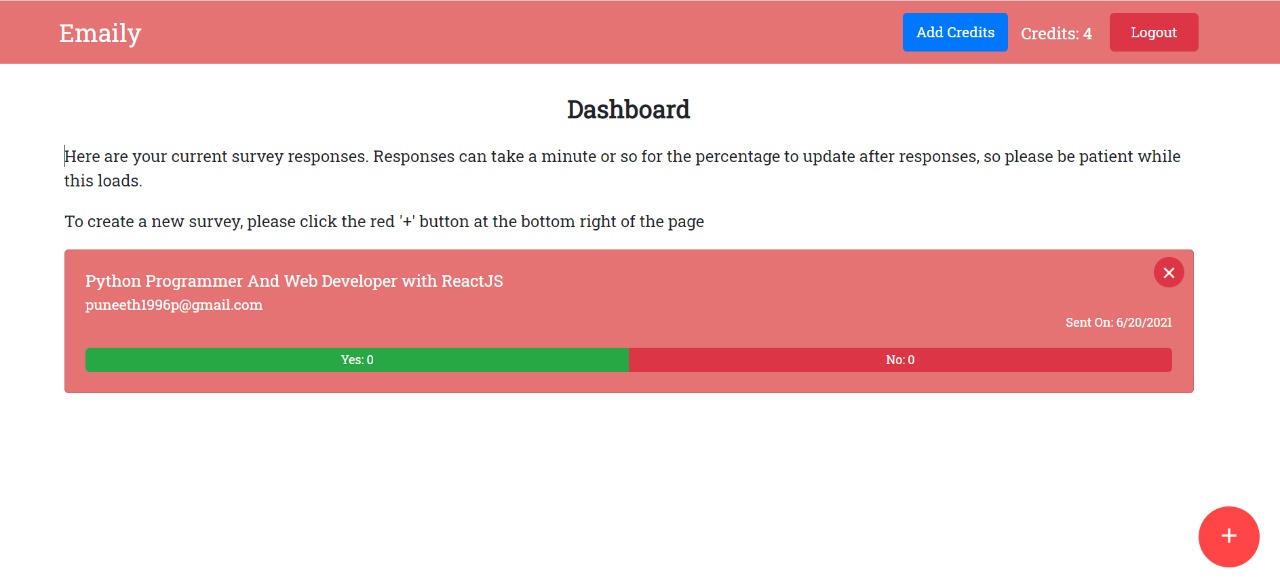 Emaily
Add Credits
Credits: 4
Logout
Dashboard
Here are your current survey responses. Responses can take a minute or so for the percentage to update after responses, so please be patient while
this loads.
To create a new survey, please click the red '+' button at the bottom right of the page
Python Programmer And Web Developer with ReactJS
puneeth1996p@gmail.com
Sent On: 6/20/2021
Yes: 0
No: 0
+